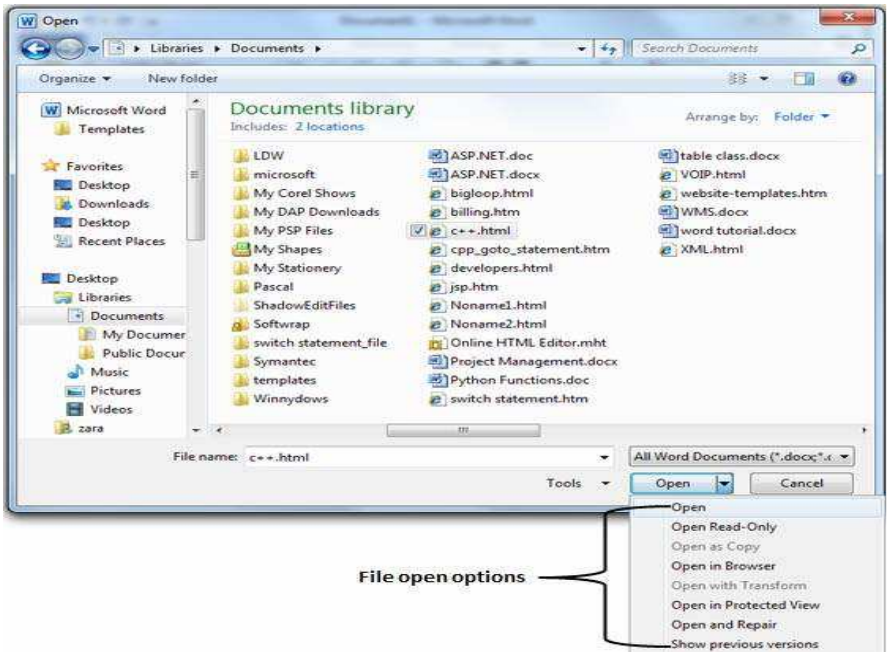 Open
Libraries Documents
Search Documents
Organize New folder
Microsoft Word
Templates
Favorites
Desktop
Downloads
Desktop
Recent Places
Desktop
Libraries
Documents
My Documer
Public Docur
Music
Pictures
Videos
zara
Documents library
Includes: 2 locations
Arrange by: Folder
LDW
microsoft
My Corel Shows
My DAP Downloads
My PSP Files
My Shapes
My Stationery
Pascal
ShadowEditFiles
Softwrap
switch statement_file
Symantec
templates
Winnydows
ASP.NET.doc
ASP.NET.docx
bigloop.html
billing.htm
c++.html
cpp_goto_statement.htm
developers.html
jsp.htm
Noname1.html
Noname2.html
Online HTML Editor.mht
Project Management.docx
Python Functions.doc
switch statement.htm
table class.docx
VOIP.html
website-templates.htm
WMS.docx
word tutorial.docx
XML.html
File name: c++.html
All Word Documents (*.docx;*.
Tools Open Cancel
Open
Open Read-Only
Open as Copy
Open in Browser
Open with Transform
Open in Protected View
Open and Repair
Show previous versions
File open options